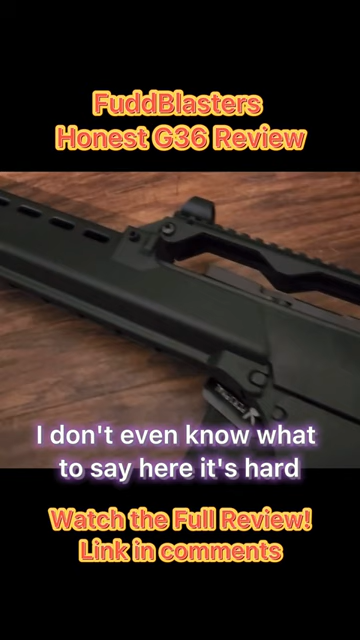 FuddBlasters
Honest G36 Review
I don't even know what
to say here it's hard
Watch the Full Review!
Link in comments